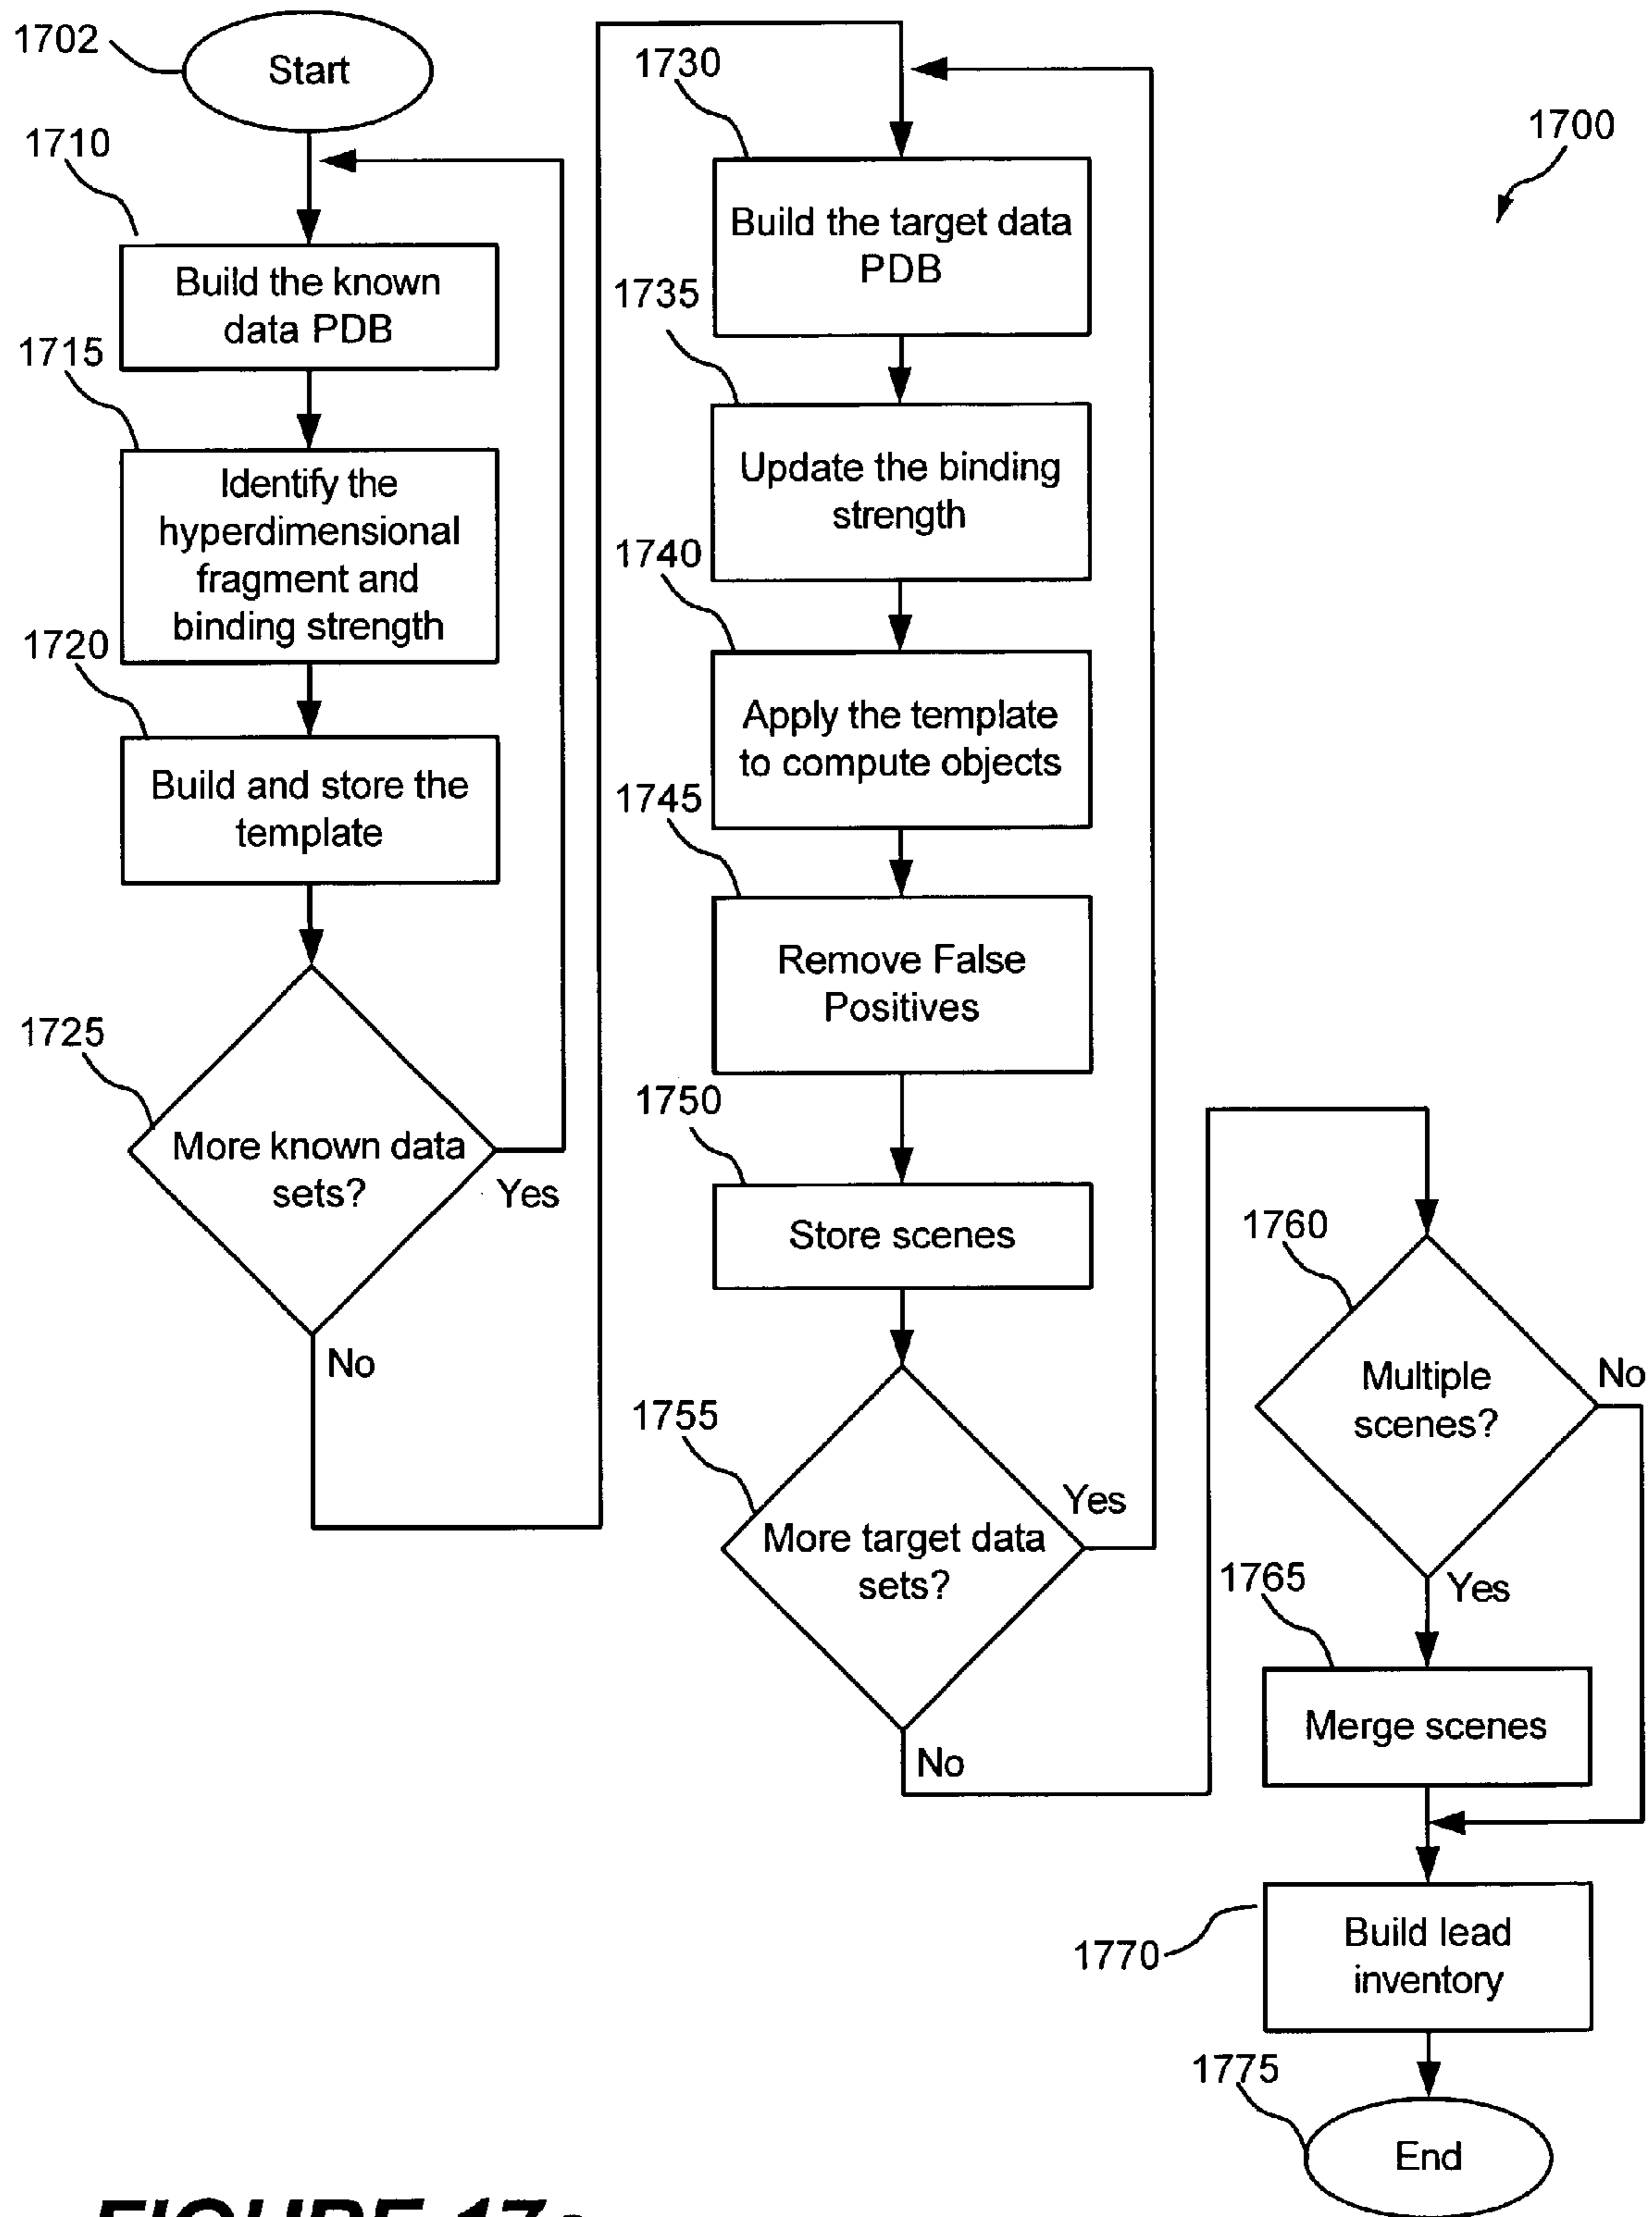 1702
Start
1710
Build the known
data PDB
1715
Identify the
hyperdimensional
fragment and
binding strength
1720
Build and store the
template
1725
More known data
sets?
Yes
No
1730
Build the target data
PDB
1735
Update the binding
strength
1740
Apply the template
to compute objects
1745
Remove False
Positives
1750
Store scenes
1755
More target data
sets?
Yes
No
1700
1760
Multiple
scenes?
No
Yes
1765
Merge scenes
1770
Build lead
inventory
1775
End